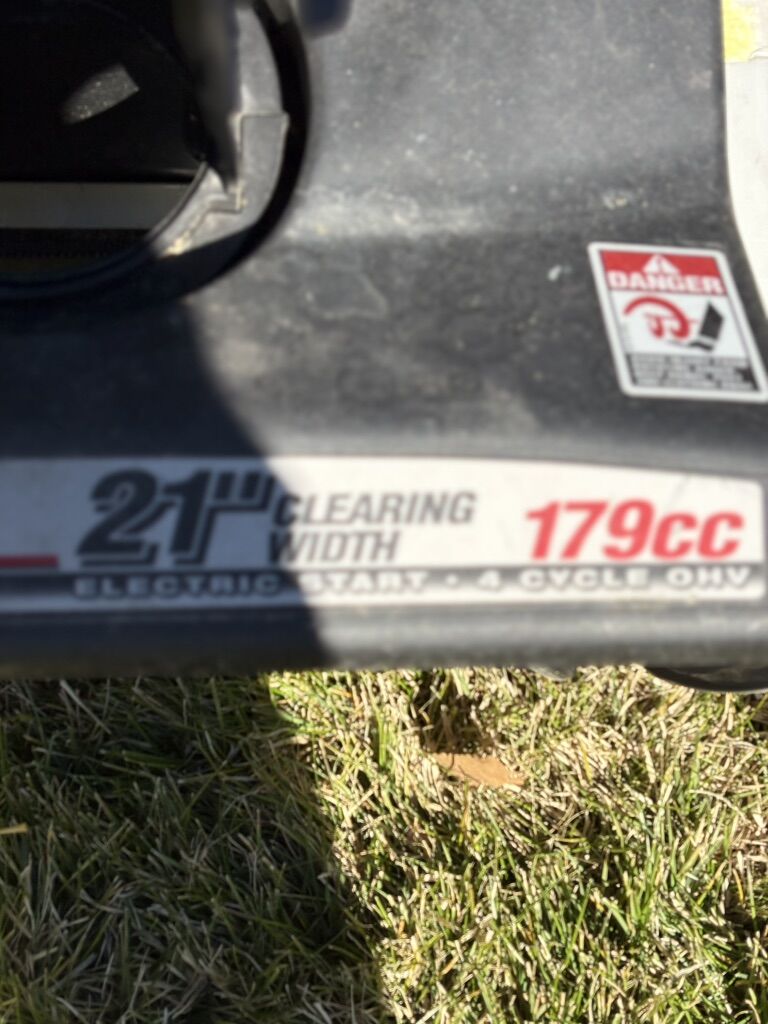 DANGER
21" CLEARING
WIDTH
179cc
ELECTRIC START • 4 CYCLE OHV